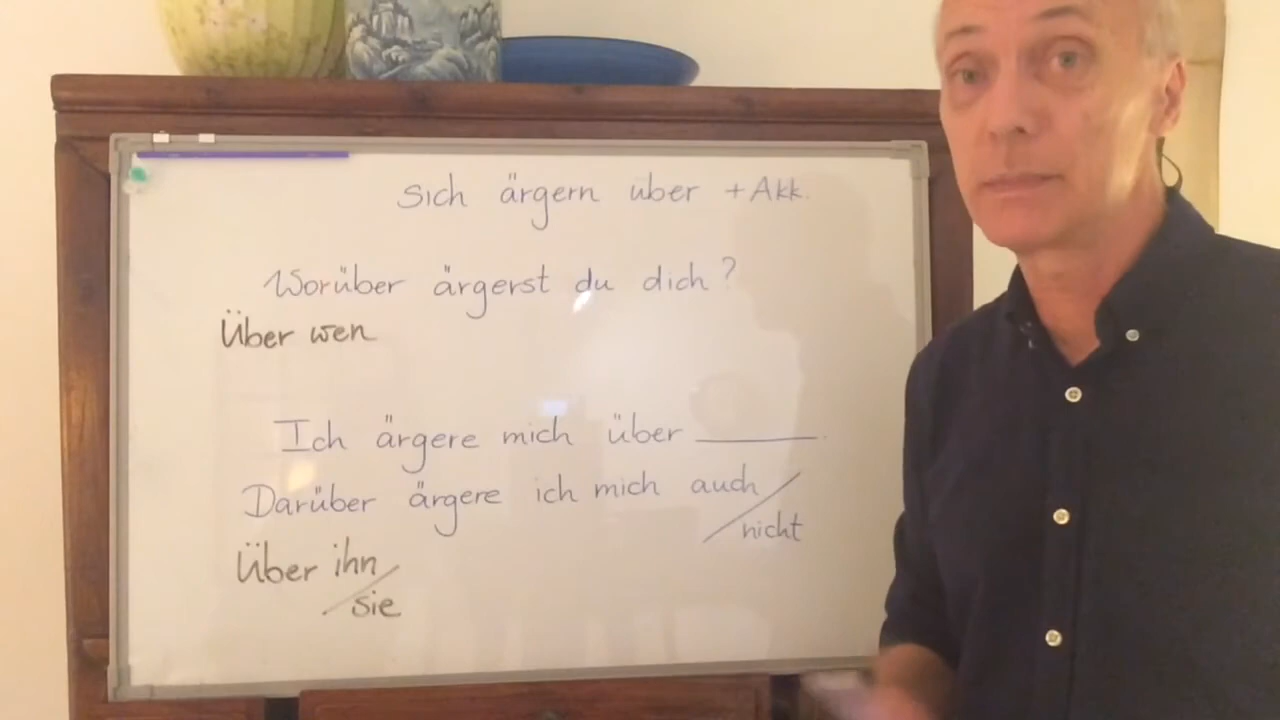 Sich ärgern über + Akk.
Worüber ärgerst du dich?
Über wen
Ich ärgere mich über ______.
Darüber ärgere ich mich auch /
nicht
Über ihn /
sie